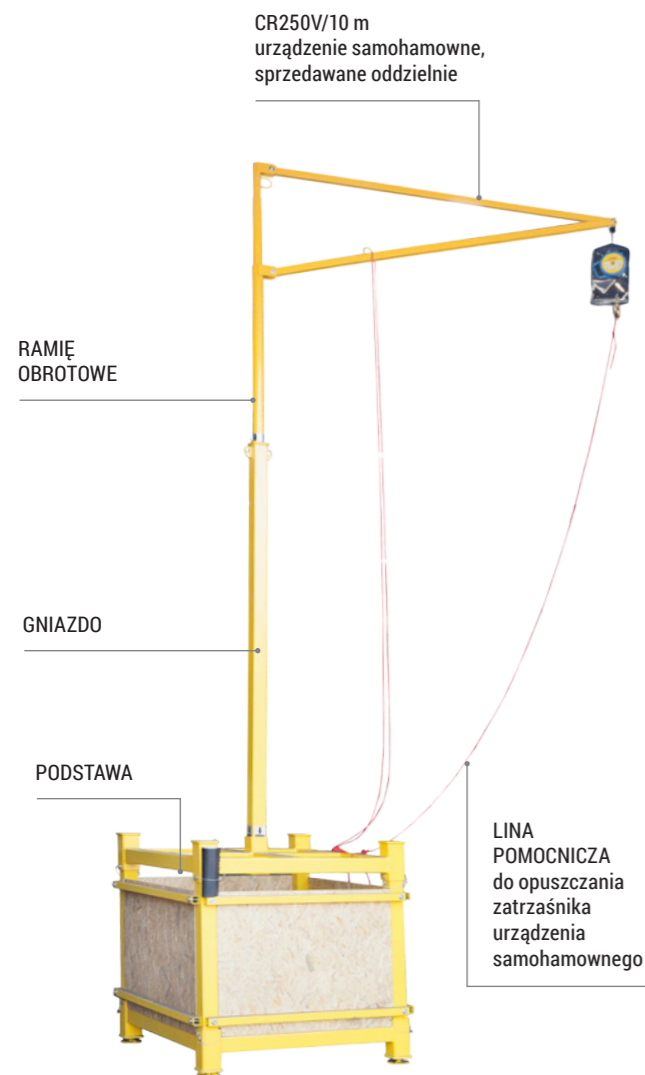 CR250V/10 m
urządzenie samohamowne,
sprzedawane oddzielnie
RAMIĘ
OBROTOWE
GNIAZDO
PODSTAWA
LINA
POMOCNICZA
do opuszczania
zatrzaśnika
urządzenia
samohamownego